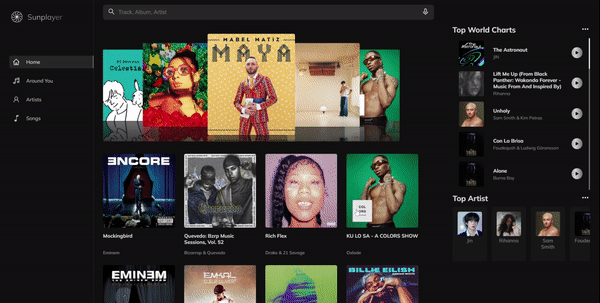 Sunplayer
Home
Around You
Artists
Songs
Track, Album, Artist
Celeste
MABEL MATIZ
MAYA
COLORS
ENCORE
Mockingbird
Eminem
Quevedo: Bzrp Music
Sessions, Vol. 52
Bizarrap & Quevedo
Rich Flex
Drake & 21 Savage
KU LO SA - A COLORS SHOW
Oxlade
EMINEM
BILLIE EILISH
Top World Charts
The Astronaut
JIN
Lift Me Up (From Black
Panther: Wakanda Forever -
Music From And Inspired By)
Rihanna
Unholy
Sam Smith & Kim Petras
Con La Brisa
Foudeqush & Ludwig Göransson
Alone
Burna Boy
Top Artist
Jin
Rihanna
Sam
Smith